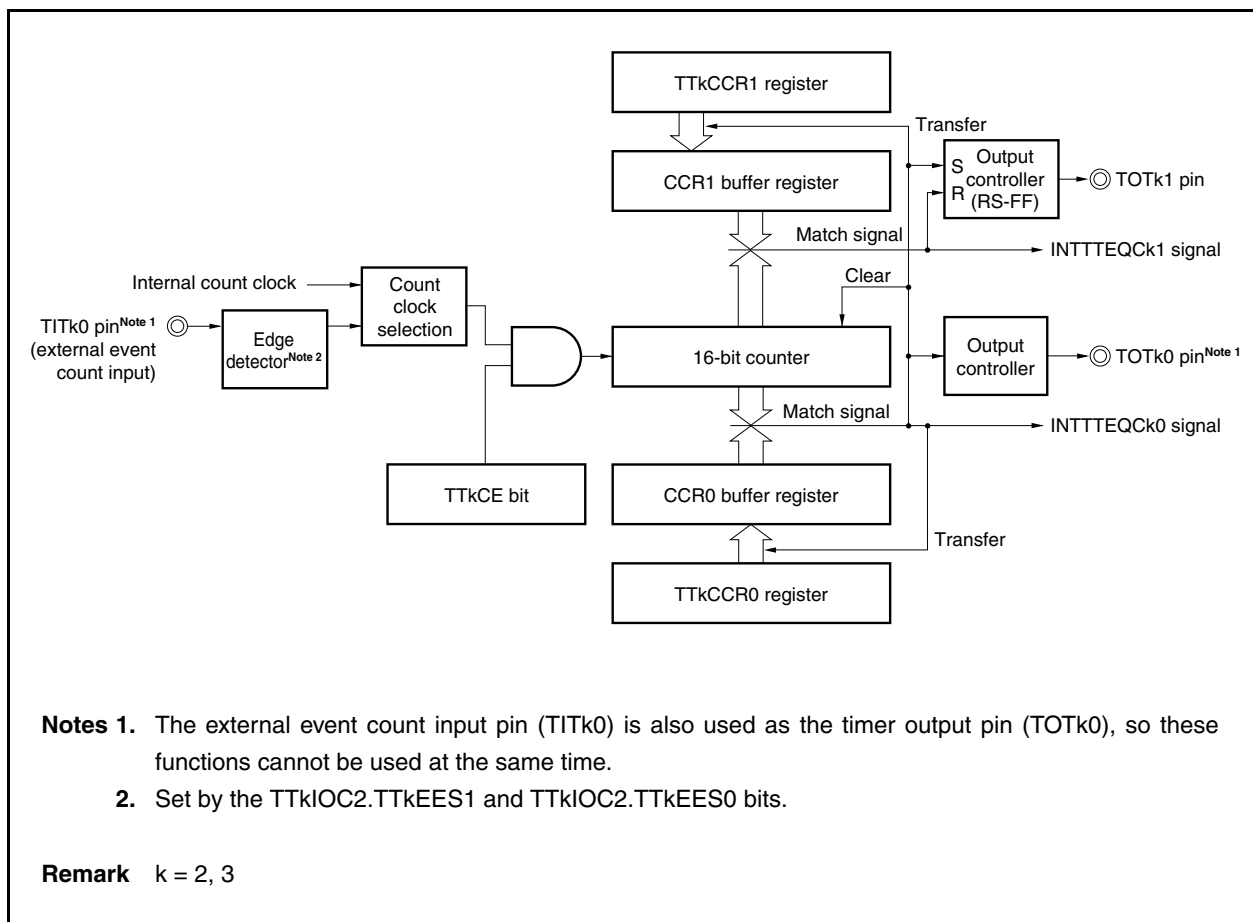 TTkCCR1 register
Transfer
CCR1 buffer register
S
R
Output
controller
(RS-FF)
TOTk1 pin
Match signal
INTTTEQCk1 signal
Internal count clock
Count
clock
selection
Clear
TITk0 pinNote 1
(external event
count input)
Edge
detectorNote 2
16-bit counter
Output
controller
TOTk0 pinNote 1
Match signal
INTTTEQCk0 signal
TTkCE bit
CCR0 buffer register
Transfer
TTkCCR0 register
Notes 1. The external event count input pin (TITk0) is also used as the timer output pin (TOTk0), so these
functions cannot be used at the same time.
2. Set by the TTkIOC2.TTkEES1 and TTkIOC2.TTkEES0 bits.
Remark k = 2, 3